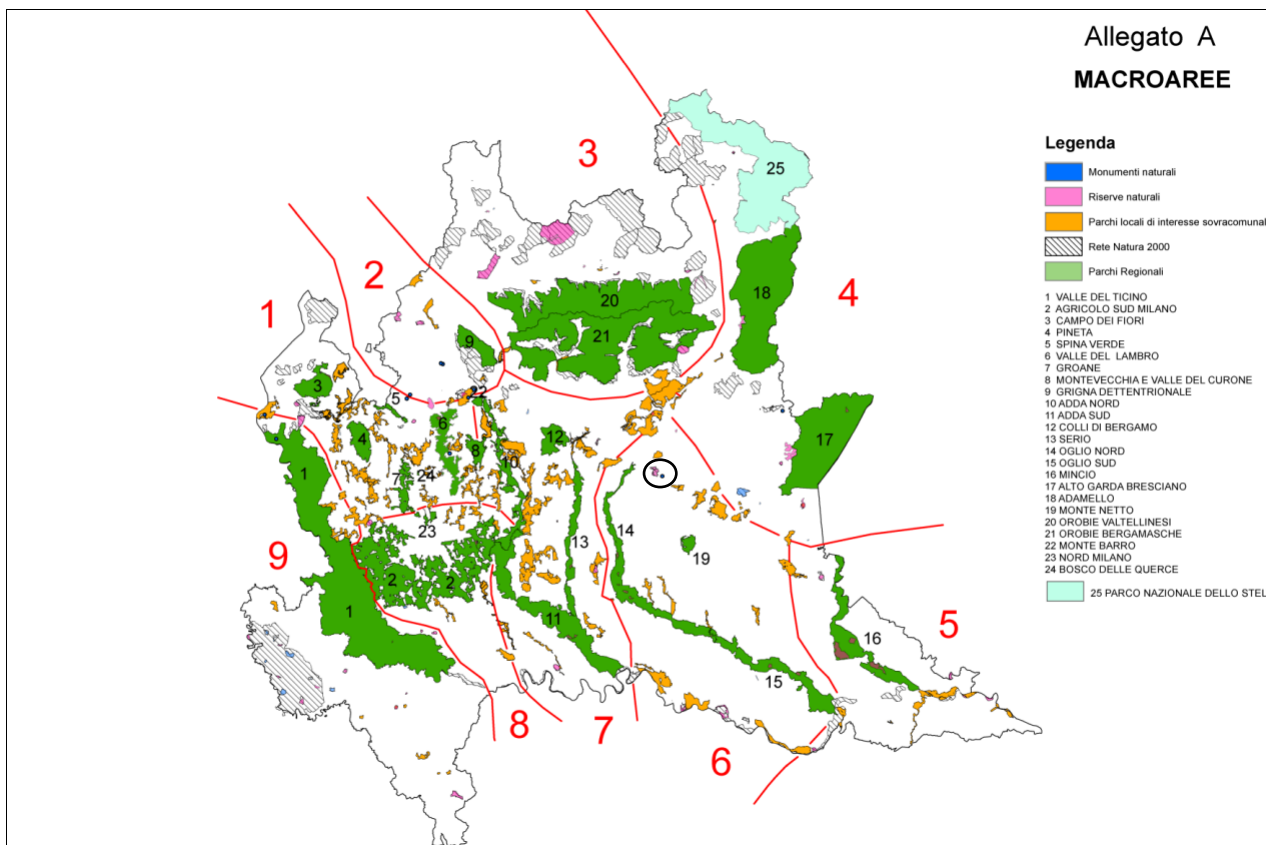 Allegato A
MACROAREE
Legenda
Monumenti naturali
Riserve naturali
Parchi locali di interesse sovracomunal
Rete Natura 2000
Parchi Regionali
1 VALLE DEL TICINO
2 AGRICOLO SUD MILANO
3 CAMPO DEI FIORI
4 PINETA
5 SPINA VERDE
6 VALLE DEL LAMBRO
7 GROANE
8 MONTEVECCHIA E VALLE DEL CURONE
9 GRIGNA DETTENTRIONALE
10 ADDA NORD
11 ADDA SUD
12 COLLI DI BERGAMO
13 SERIO
14 OGLIO NORD
15 OGLIO SUD
16 MINCIO
17 ALTO GARDA BRESCIANO
18 ADAMELLO
19 MONTE NETTO
20 OROBIE VALTELLINESI
21 OROBIE BERGAMASCHE
22 MONTE BARRO
23 NORD MILANO
24 BOSCO DELLE QUERCE
25 PARCO NAZIONALE DELLO STEL
3
25
2
1
4
18
20
21
9
3
5
22
6
4
12
17
8
10
1
7
24
14
23
13
19
9
2
2
1
11
16
5
15
8
7
6